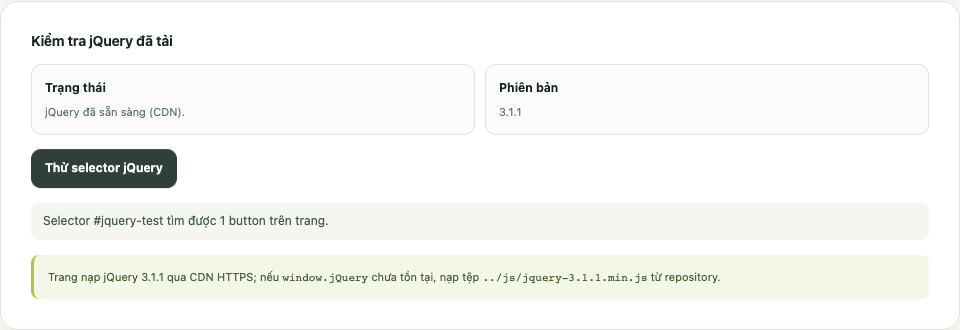 Kiểm tra jQuery đã tải
Trạng thái
jQuery đã sẵn sàng (CDN).
Phiên bản
3.1.1
Thử selector jQuery
Selector #jquery-test tìm được 1 button trên trang.
Trang nạp jQuery 3.1.1 qua CDN HTTPS; nếu window.jQuery chưa tồn tại, nạp tệp ../js/jquery-3.1.1.min.js từ repository.